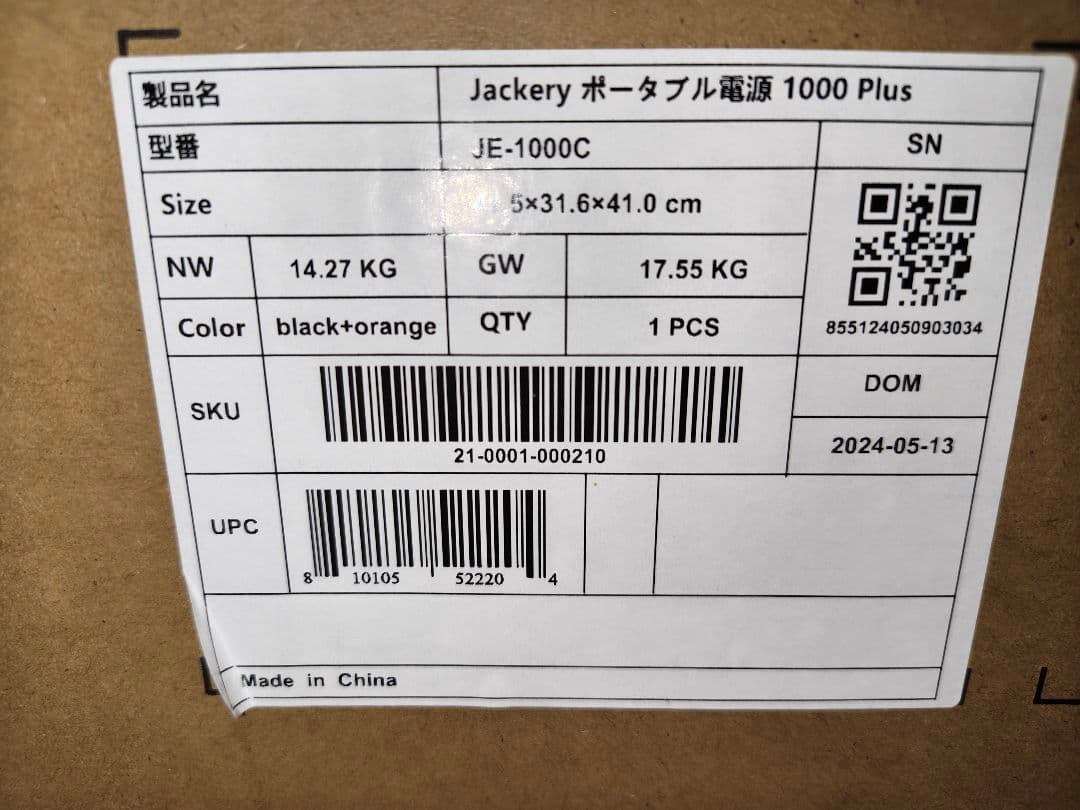 製品名 Jackery ポータブル電源 1000 Plus
型番 JE-1000C SN
Size 5×31.6×41.0 cm
NW 14.27 KG GW 17.55 KG
855124050903034
Color black+orange QTY 1 PCS
DOM
SKU
2024-05-13
21-0001-000210
UPC
8 10105 52220 4
Made in China